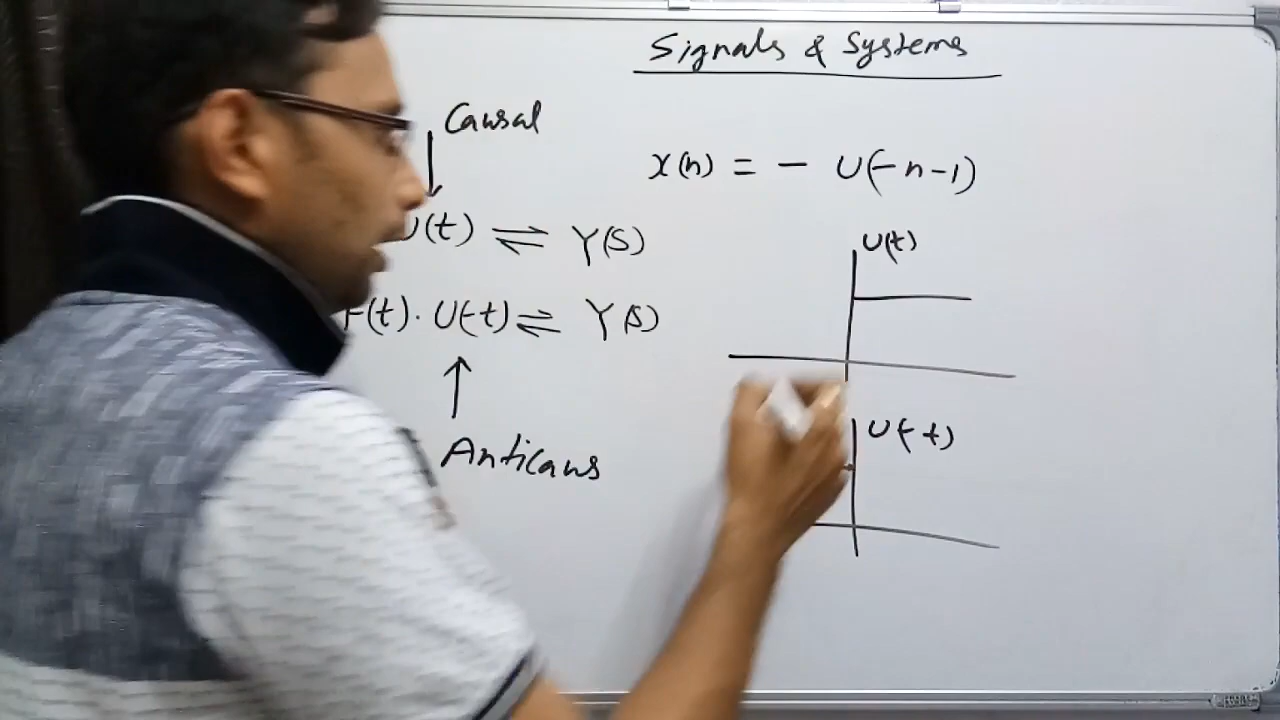 Signals & Systems
Causal
x(n) = - U(-n-1)
U(t) ⇌ Y(S)
U(t)
F(t) · U(-t) ⇌ Y(S)
U(-t)
Anticaus